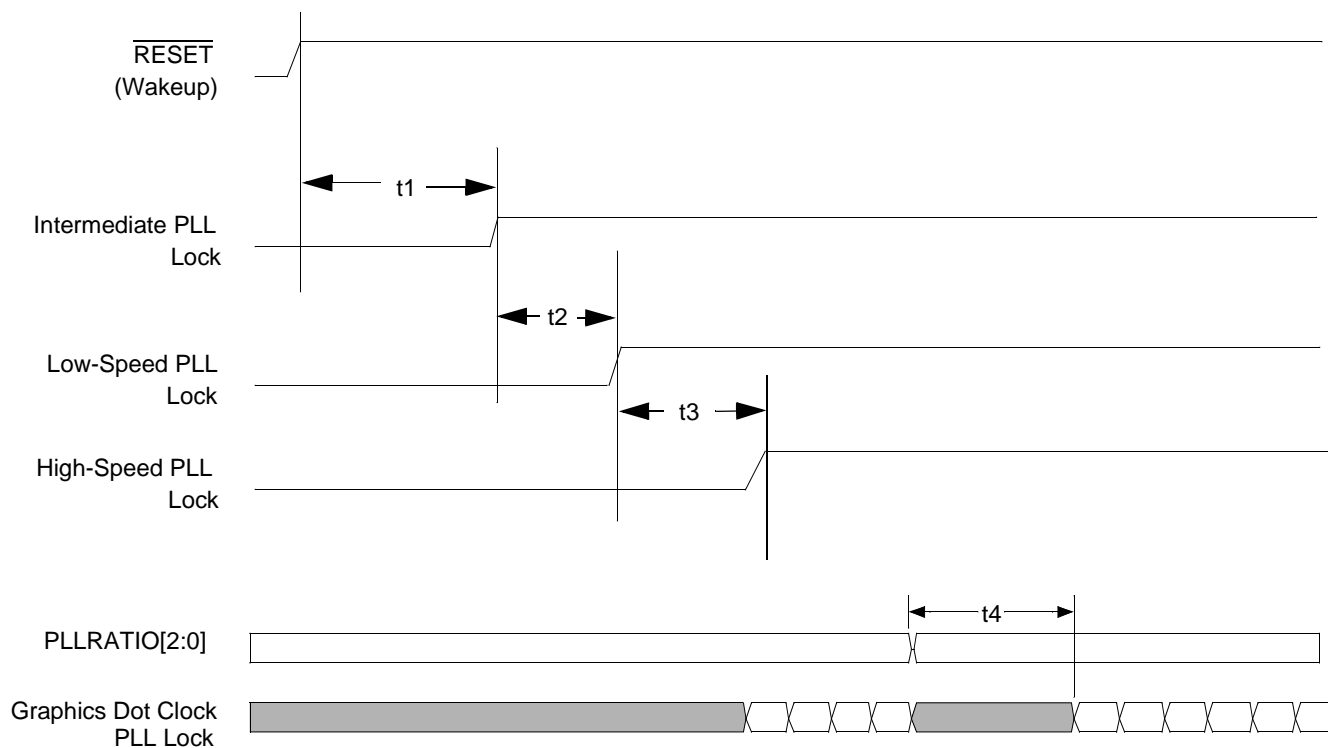 RESET
(Wakeup)
t1
Intermediate PLL
Lock
t2
Low-Speed PLL
Lock
t3
High-Speed PLL
Lock
t4
PLLRATIO[2:0]
Graphics Dot Clock
PLL Lock